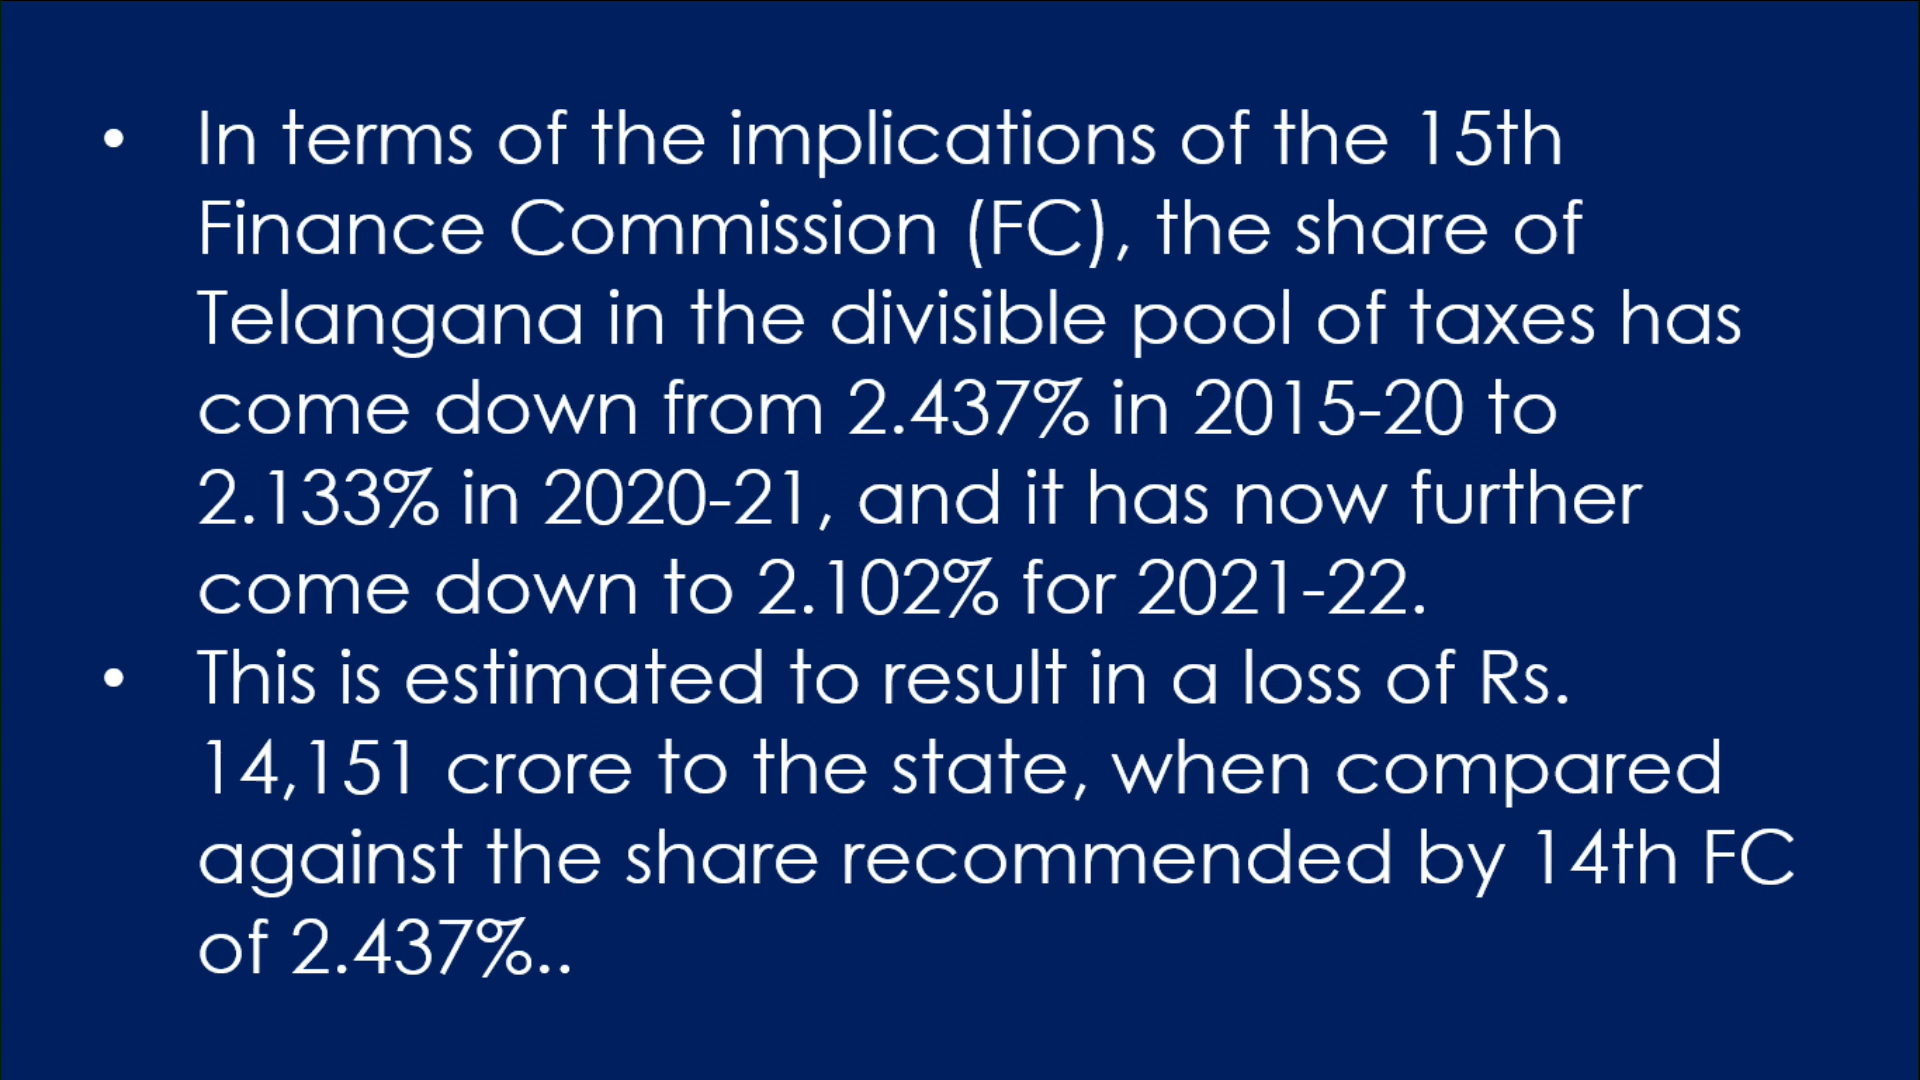 • In terms of the implications of the 15th
Finance Commission (FC), the share of
Telangana in the divisible pool of taxes has
come down from 2.437% in 2015-20 to
2.133% in 2020-21, and it has now further
come down to 2.102% for 2021-22.
• This is estimated to result in a loss of Rs.
14,151 crore to the state, when compared
against the share recommended by 14th FC
of 2.437%..